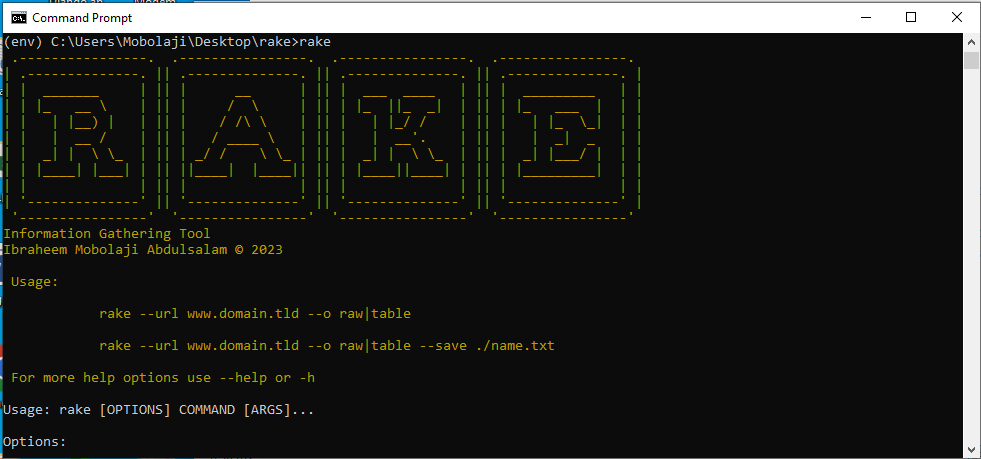 Command Prompt
(env) C:\Users\Mobolaji\Desktop\rake>rake
RAKE
Information Gathering Tool
Ibraheem Mobolaji Abdulsalam © 2023
Usage:
rake --url www.domain.tld --o raw|table
rake --url www.domain.tld --o raw|table --save ./name.txt
For more help options use --help or -h
Usage: rake [OPTIONS] COMMAND [ARGS]...
Options: